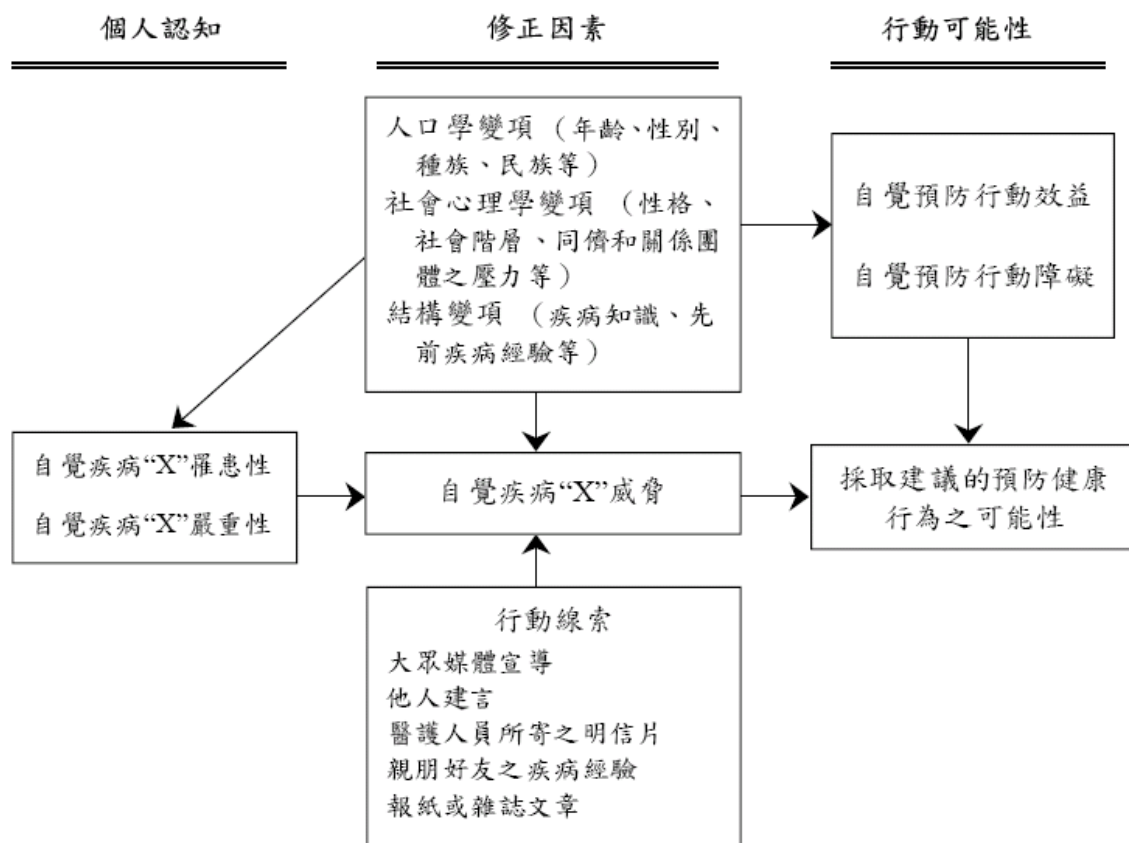 個人認知
修正因素
行動可能性
人口學變項（年齡、性別、
種族、民族等）
社會心理學變項（性格、
社會階層、同儕和關係團
體之壓力等）
結構變項（疾病知識、先
前疾病經驗等）
自覺預防行動效益
自覺預防行動障礙
自覺疾病“X”罹患性
自覺疾病“X”嚴重性
自覺疾病“X”威脅
採取建議的預防健康
行為之可能性
行動線索
大眾媒體宣導
他人建言
醫護人員所寄之明信片
親朋好友之疾病經驗
報紙或雜誌文章